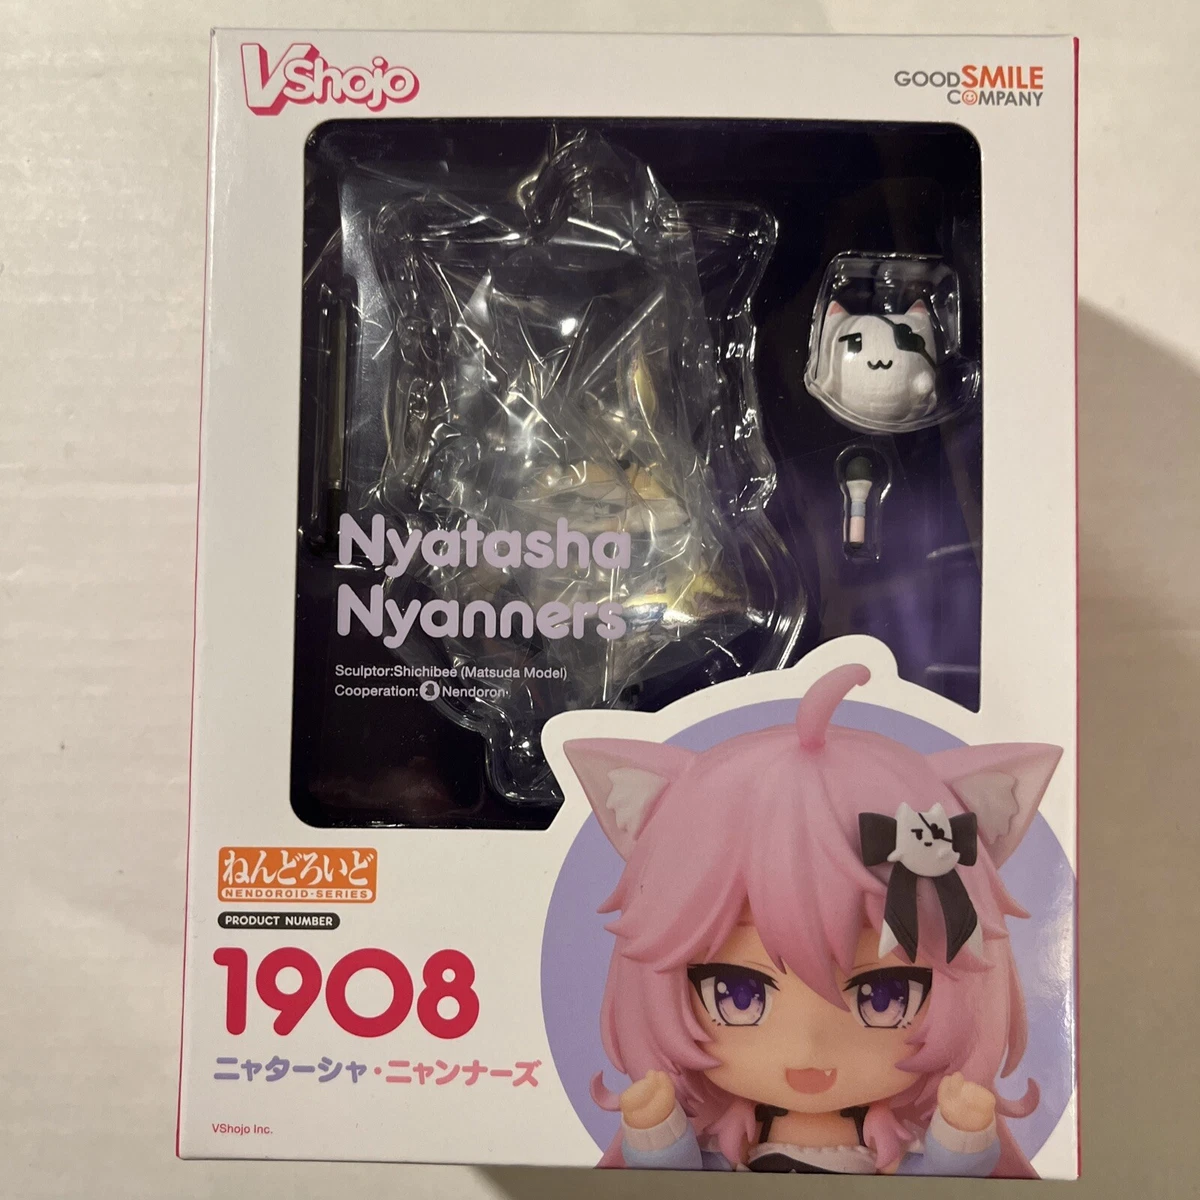 VShojo
GOOD SMILE
COMPANY
Nyatasha
Nyanners
Sculptor:Shichibee (Matsuda Model)
Cooperation: Nendoron·
ねんどろいど
NENDOROID-SERIES
PRODUCT NUMBER
1908
ニャターシャ・ニャンナーズ
VShojo Inc.